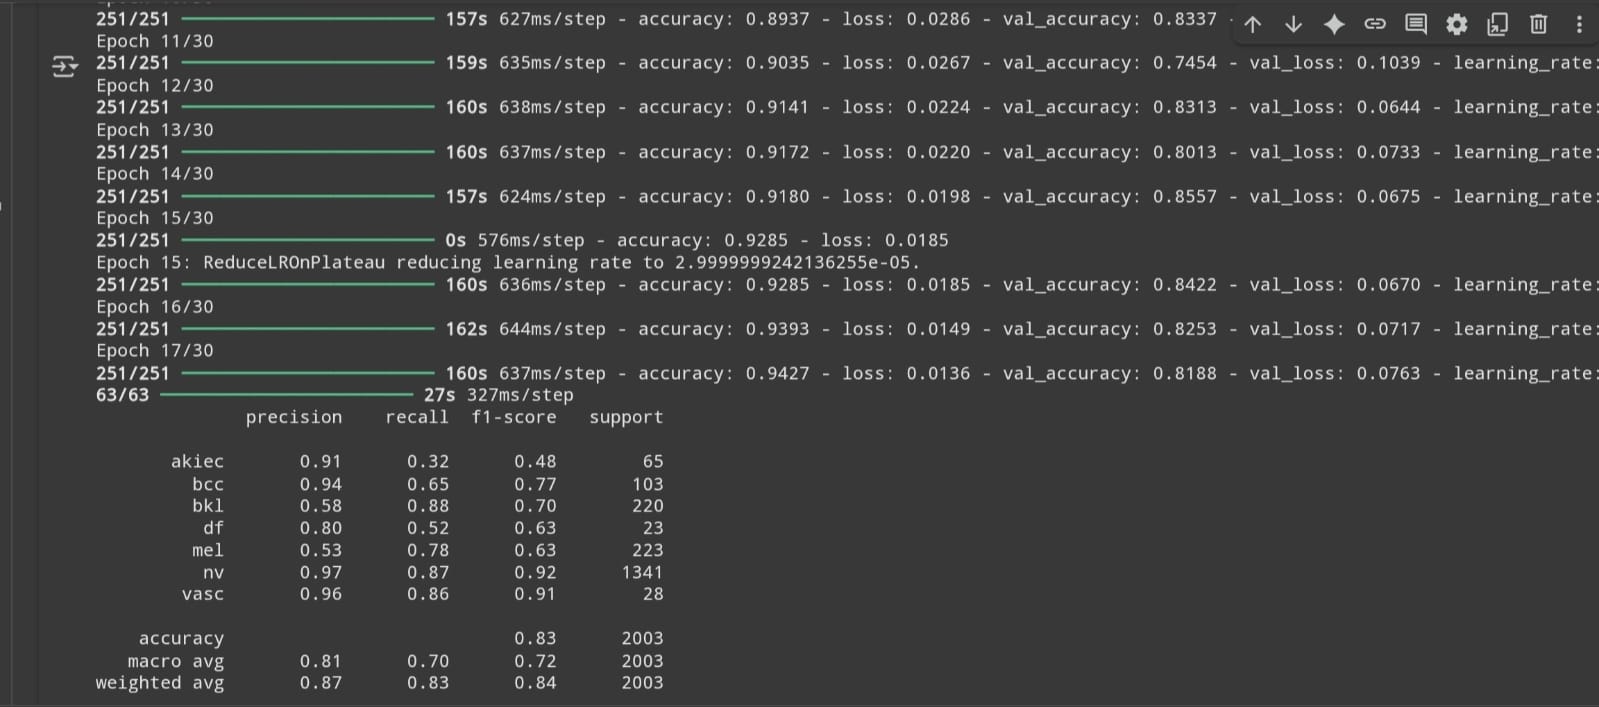 251/251 157s 627ms/step - accuracy: 0.8937 - loss: 0.0286 - val_accuracy: 0.8337
Epoch 11/30
251/251 159s 635ms/step - accuracy: 0.9035 - loss: 0.0267 - val_accuracy: 0.7454 - val_loss: 0.1039 - learning_rate:
Epoch 12/30
251/251 160s 638ms/step - accuracy: 0.9141 - loss: 0.0224 - val_accuracy: 0.8313 - val_loss: 0.0644 - learning_rate:
Epoch 13/30
251/251 160s 637ms/step - accuracy: 0.9172 - loss: 0.0220 - val_accuracy: 0.8013 - val_loss: 0.0733 - learning_rate:
Epoch 14/30
251/251 157s 624ms/step - accuracy: 0.9180 - loss: 0.0198 - val_accuracy: 0.8557 - val_loss: 0.0675 - learning_rate:
Epoch 15/30
251/251 0s 576ms/step - accuracy: 0.9285 - loss: 0.0185
Epoch 15: ReduceLROnPlateau reducing learning rate to 2.9999999242136255e-05.
251/251 160s 636ms/step - accuracy: 0.9285 - loss: 0.0185 - val_accuracy: 0.8422 - val_loss: 0.0670 - learning_rate:
Epoch 16/30
251/251 162s 644ms/step - accuracy: 0.9393 - loss: 0.0149 - val_accuracy: 0.8253 - val_loss: 0.0717 - learning_rate:
Epoch 17/30
251/251 160s 637ms/step - accuracy: 0.9427 - loss: 0.0136 - val_accuracy: 0.8188 - val_loss: 0.0763 - learning_rate:
63/63 27s 327ms/step
precision recall f1-score support
akiec 0.91 0.32 0.48 65
bcc 0.94 0.65 0.77 103
bkl 0.58 0.88 0.70 220
df 0.80 0.52 0.63 23
mel 0.53 0.78 0.63 223
nv 0.97 0.87 0.92 1341
vasc 0.96 0.86 0.91 28
accuracy 0.83 2003
macro avg 0.81 0.70 0.72 2003
weighted avg 0.87 0.83 0.84 2003